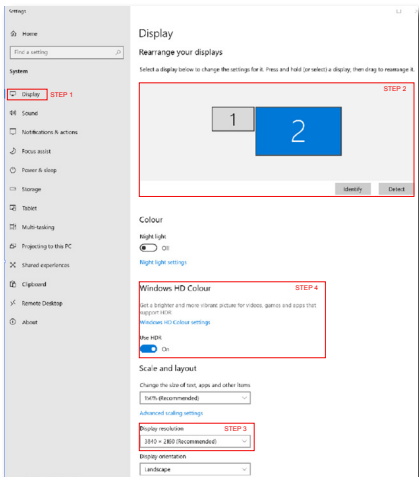 Settings
Home
Find a setting
System
Display STEP 1
Sound
Notifications & actions
Focus assist
Power & sleep
Storage
Tablet
Multi-tasking
Projecting to this PC
Shared experiences
Clipboard
Remote Desktop
About
Display
Rearrange your displays
Select a display below to change the settings for it. Press and hold (or select) a display, then drag to rearrange it.
STEP 2
1
2
Identify Detect
Colour
Night light
Off
Night light settings
Windows HD Colour STEP 4
Get a brighter and more vibrant picture for videos, games and apps that
support HDR.
Windows HD Colour settings
Use HDR
On
Scale and layout
Change the size of text, apps and other items
150% (Recommended)
Advanced scaling settings
Display resolution STEP 3
3840 × 2160 (Recommended)
Display orientation
Landscape